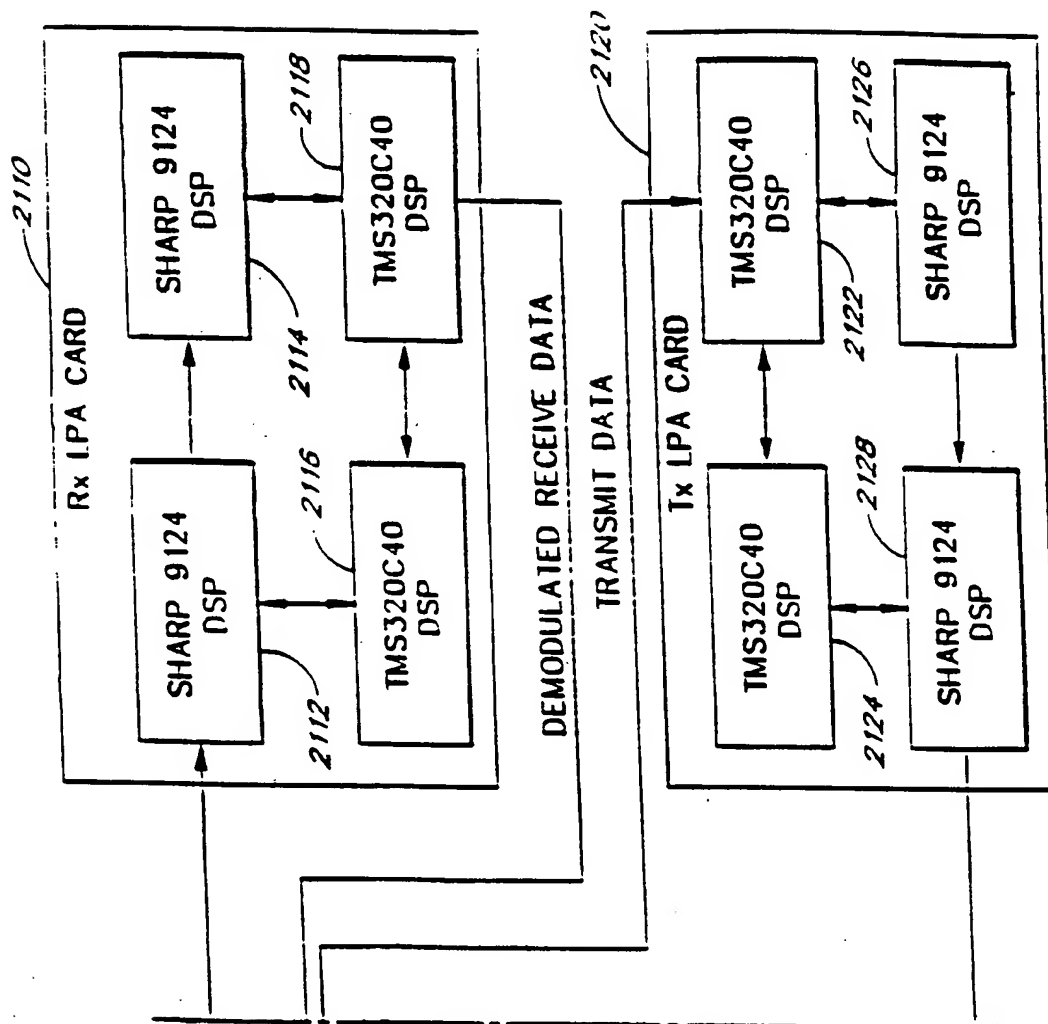 2110
Rx LPA CARD
SHARP 9124
DSP
2112
SHARP 9124
DSP
2114
TMS320C40
DSP
2116
TMS320C40
DSP
2118
DEMODULATED RECEIVE DATA
TRANSMIT DATA
2120
Tx LPA CARD
TMS320C40
DSP
2124
TMS320C40
DSP
2122
SHARP 9124
DSP
2128
SHARP 9124
DSP
2126